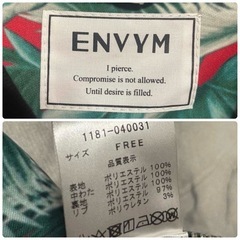 ENVYM
I pierce.
Compromise is not allowed.
Until desire is filled.
1181-040031
サイズ FREE
品質表示
表地 ポリエステル 100%
中わた ポリエステル 100%
裏地 ポリエステル 100%
リブ ポリエステル 97%
ポリウレタン 3%